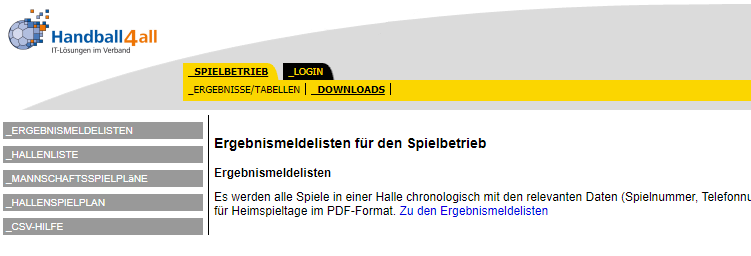 Handball4all
IT-Lösungen im Verband
_SPIELBETRIEB
_LOGIN
_ERGEBNISSE/TABELLEN
_DOWNLOADS
_ERGEBNISMELDELISTEN
_HALLENLISTE
_MANNSCHAFTSSPIELPLäNE
_HALLENSPIELPLAN
_CSV-HILFE
Ergebnismeldelisten für den Spielbetrieb
Ergebnismeldelisten
Es werden alle Spiele in einer Halle chronologisch mit den relevanten Daten (Spielnummer, Telefonnu
für Heimspieltage im PDF-Format. Zu den Ergebnismeldelisten